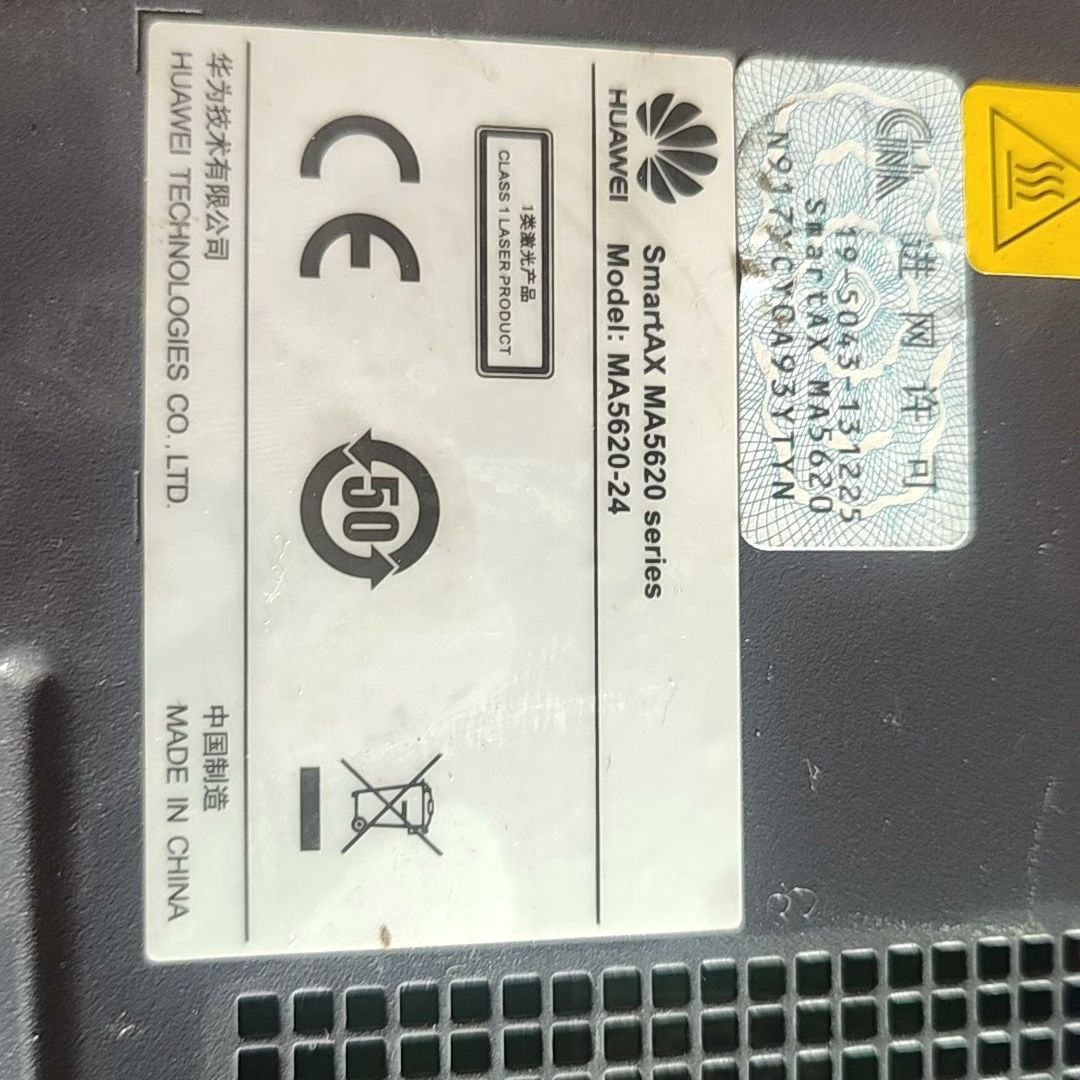 进网许可
19-5043-131225
SmartAX MA5620
HUAWEI
SmartAX MA5620 series
Model: MA5620-24
1类激光产品
CLASS 1 LASER PRODUCT
CE
50
华为技术有限公司
HUAWEI TECHNOLOGIES CO.,LTD.
中国制造
MADE IN CHINA